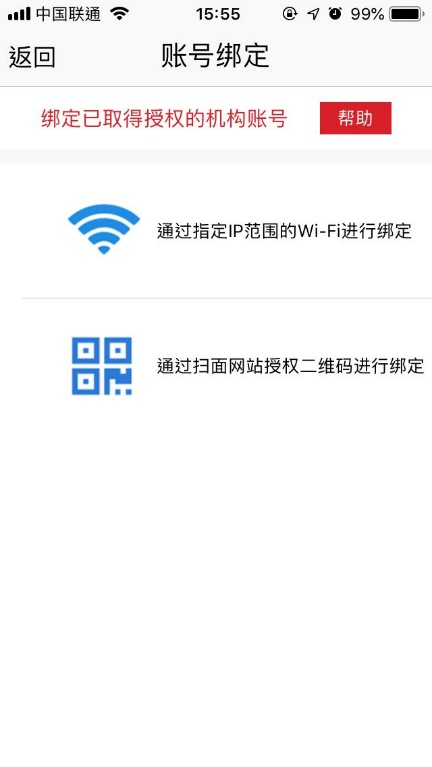 中国联通 15:55 99%
返回 账号绑定
绑定已取得授权的机构账号 帮助
通过指定IP范围的Wi-Fi进行绑定
通过扫面网站授权二维码进行绑定